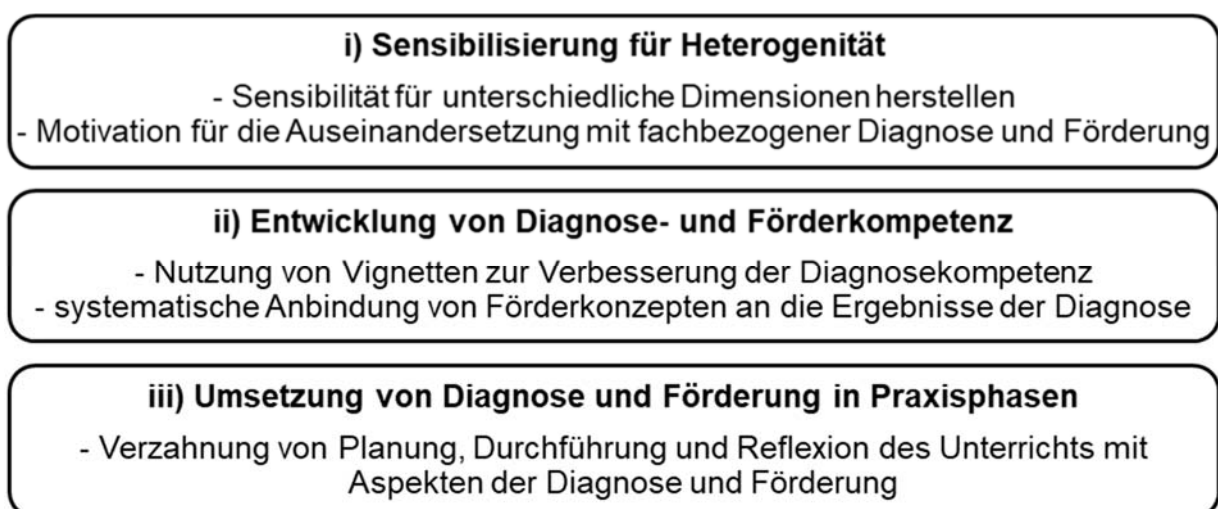 i) Sensibilisierung für Heterogenität
- Sensibilität für unterschiedliche Dimensionen herstellen
- Motivation für die Auseinandersetzung mit fachbezogener Diagnose und Förderung
ii) Entwicklung von Diagnose- und Förderkompetenz
- Nutzung von Vignetten zur Verbesserung der Diagnosekompetenz
- systematische Anbindung von Förderkonzepten an die Ergebnisse der Diagnose
iii) Umsetzung von Diagnose und Förderung in Praxisphasen
- Verzahnung von Planung, Durchführung und Reflexion des Unterrichts mit
Aspekten der Diagnose und Förderung